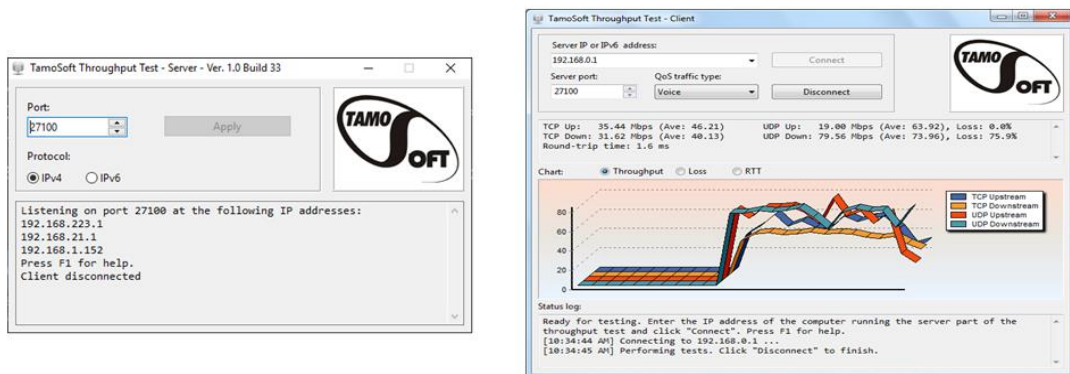 TamoSoft Throughput Test - Server - Ver. 1.0 Build 33
Port:
27100
Apply
Protocol:
IPv4 IPv6
TAMO
SOFT
Listening on port 27100 at the following IP addresses:
192.168.223.1
192.168.21.1
192.168.1.152
Press F1 for help.
Client disconnected
TamoSoft Throughput Test - Client
Server IP or IPv6 address:
192.168.0.1
Connect
Server port:
QoS traffic type:
27100
Voice
Disconnect
TAMO
SOFT
TCP Up: 35.44 Mbps (Ave: 46.21) UDP Up: 19.00 Mbps (Ave: 63.92), Loss: 0.0%
TCP Down: 31.62 Mbps (Ave: 40.13) UDP Down: 79.56 Mbps (Ave: 73.96), Loss: 75.9%
Round-trip time: 1.6 ms
Chart: Throughput Loss RTT
80
60
40
20
0
TCP Upstream
TCP Downstream
UDP Upstream
UDP Downstream
Status log:
Ready for testing. Enter the IP address of the computer running the server part of the
throughput test and click "Connect". Press F1 for help.
[10:34:44 AM] Connecting to 192.168.0.1 ...
[10:34:45 AM] Performing tests. Click "Disconnect" to finish.